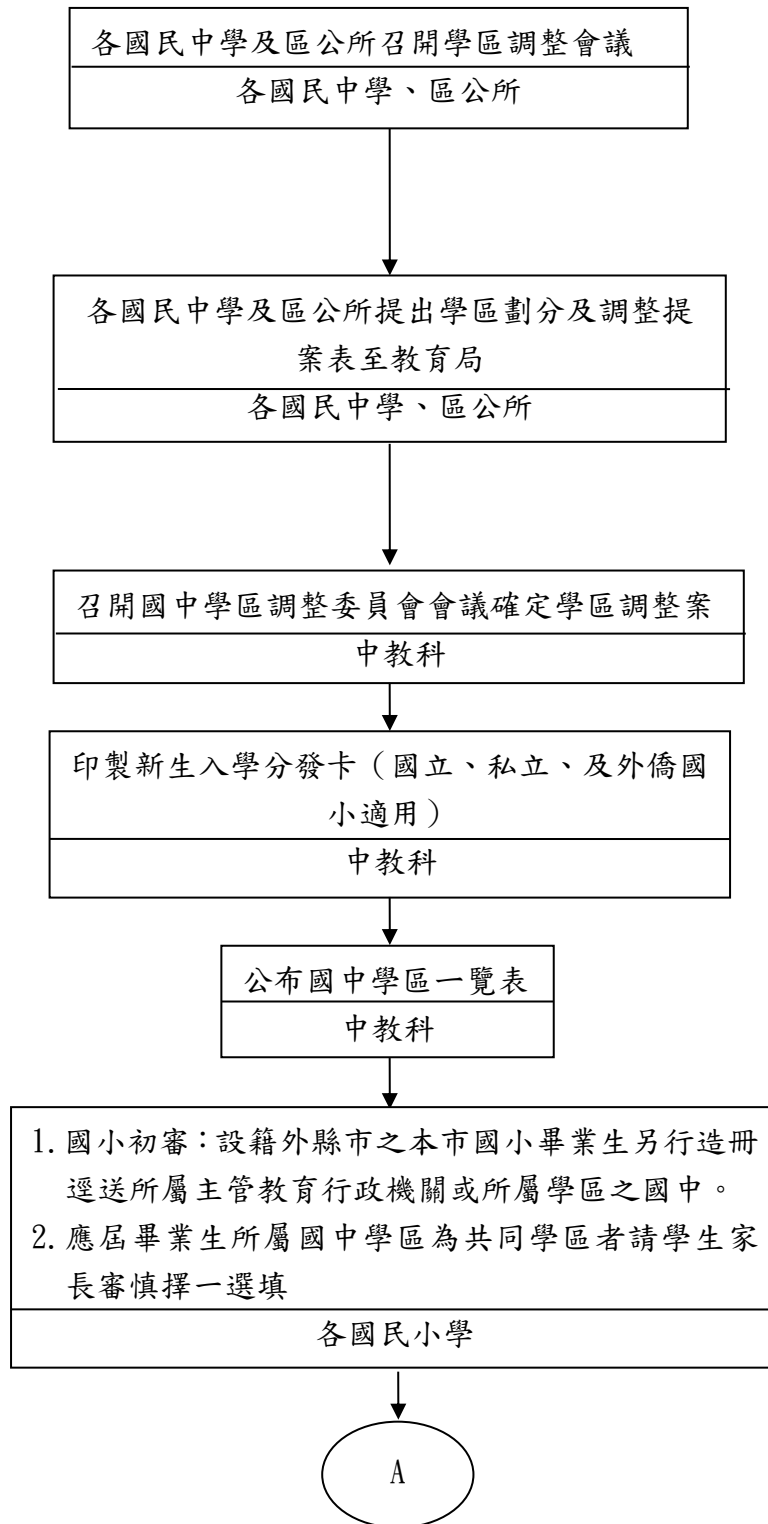 各國民中學及區公所召開學區調整會議
各國民中學、區公所
各國民中學及區公所提出學區劃分及調整提
案表至教育局
各國民中學、區公所
召開國中學區調整委員會會議確定學區調整案
中教科
印製新生入學分發卡（國立、私立、及外僑國
小適用）
中教科
公布國中學區一覽表
中教科
1. 國小初審：設籍外縣市之本市國小畢業生另行造冊
逕送所屬主管教育行政機關或所屬學區之國中。
2. 應屆畢業生所屬國中學區為共同學區者請學生家
長審慎擇一選填
各國民小學
A